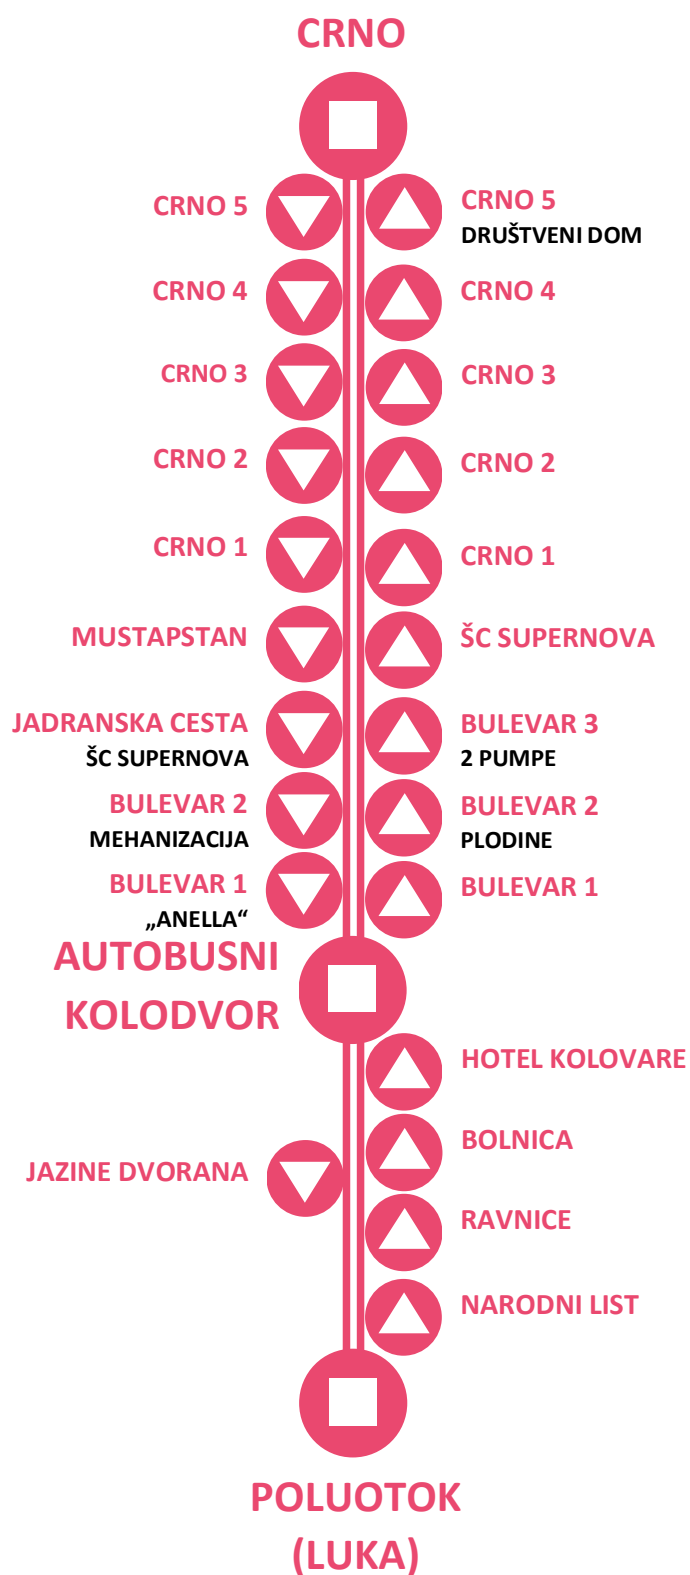 CRNO
CRNO 5
CRNO 5
DRUŠTVENI DOM
CRNO 4
CRNO 4
CRNO 3
CRNO 3
CRNO 2
CRNO 2
CRNO 1
CRNO 1
MUSTAPSTAN
ŠC SUPERNOVA
JADRANSKA CESTA
ŠC SUPERNOVA
BULEVAR 3
2 PUMPE
BULEVAR 2
MEHANIZACIJA
BULEVAR 2
PLODINE
BULEVAR 1
„ANELLA“
BULEVAR 1
AUTOBUSNI
KOLODVOR
HOTEL KOLOVARE
BOLNICA
JAZINE DVORANA
RAVNICE
NARODNI LIST
POLUOTOK
(LUKA)